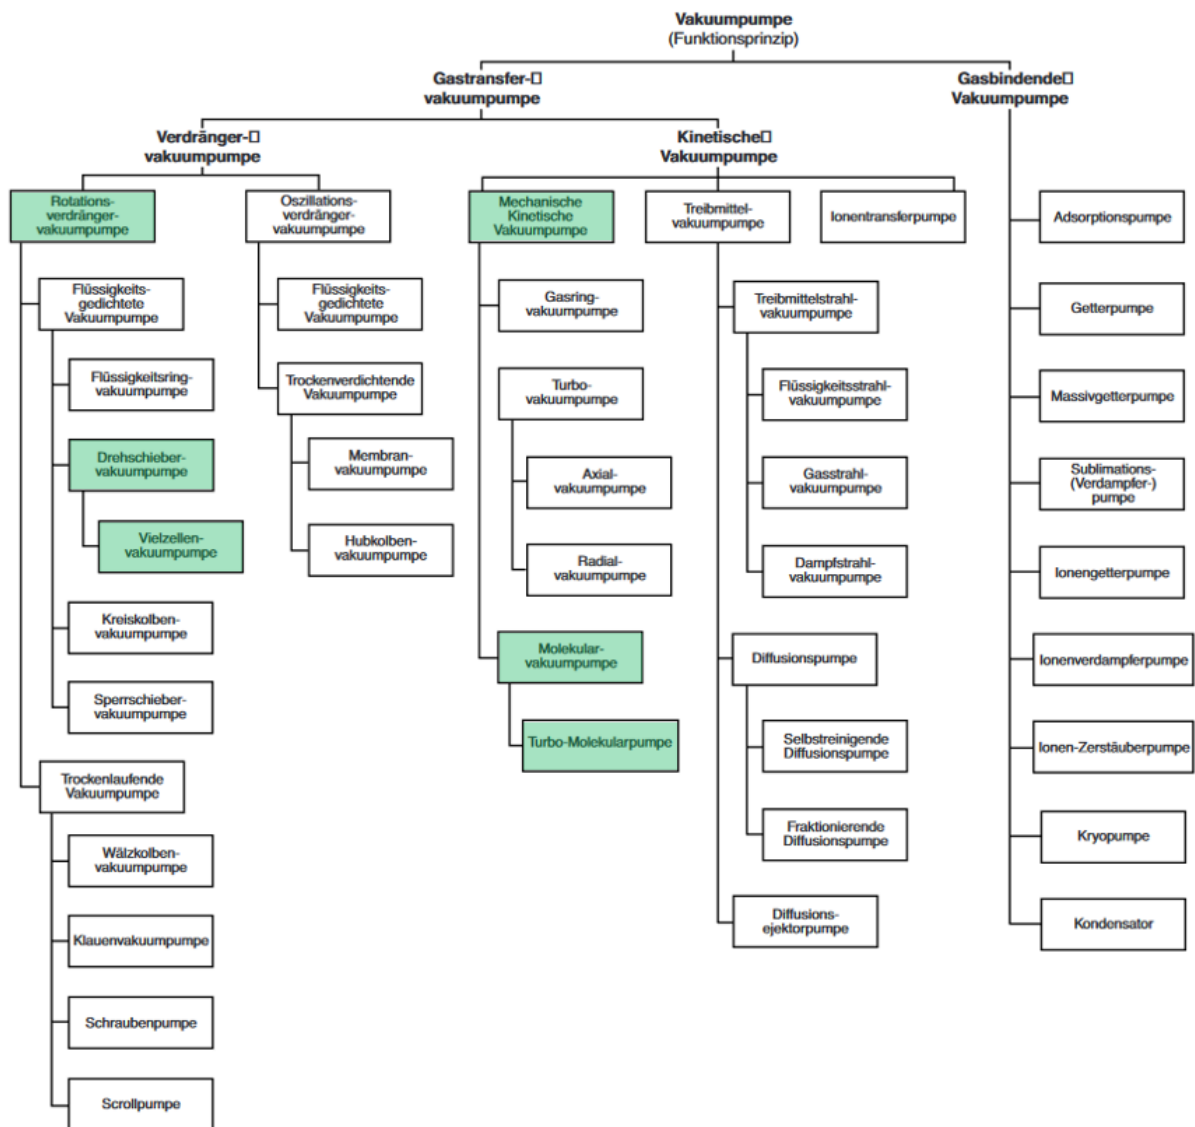 Vakuumpumpe
(Funktionsprinzip)
Gastransfer-□
vakuumpumpe
Gasbindende□
Vakuumpumpe
Verdränger-□
vakuumpumpe
Kinetische□
Vakuumpumpe
Rotations-
verdränger-
vakuumpumpe
Oszillations-
verdränger-
vakuumpumpe
Mechanische
Kinetische
Vakuumpumpe
Treibmittel-
vakuumpumpe
Ionentransferpumpe
Adsorptionspumpe
Flüssigkeits-
gedichtete
Vakuumpumpe
Flüssigkeits-
gedichtete
Vakuumpumpe
Gasring-
vakuumpumpe
Treibmittelstrahl-
vakuumpumpe
Getterpumpe
Flüssigkeitsring-
vakuumpumpe
Trockenverdichtende
Vakuumpumpe
Turbo-
vakuumpumpe
Flüssigkeitsstrahl-
vakuumpumpe
Massivgetterpumpe
Drehschieber-
vakuumpumpe
Membran-
vakuumpumpe
Axial-
vakuumpumpe
Gasstrahl-
vakuumpumpe
Sublimations-
(Verdampfer-)
pumpe
Vielzellen-
vakuumpumpe
Hubkolben-
vakuumpumpe
Radial-
vakuumpumpe
Dampfstrahl-
vakuumpumpe
Ionengetterpumpe
Kreiskolben-
vakuumpumpe
Molekular-
vakuumpumpe
Diffusionspumpe
Ionenverdampferpumpe
Sperrschieber-
vakuumpumpe
Turbo-Molekularpumpe
Selbstreinigende
Diffusionspumpe
Ionen-Zerstäuberpumpe
Trockenlaufende
Vakuumpumpe
Fraktionierende
Diffusionspumpe
Kryopumpe
Wälzkolben-
vakuumpumpe
Diffusions-
ejektorpumpe
Kondensator
Klauenvakuumpumpe
Schraubenpumpe
Scrollpumpe